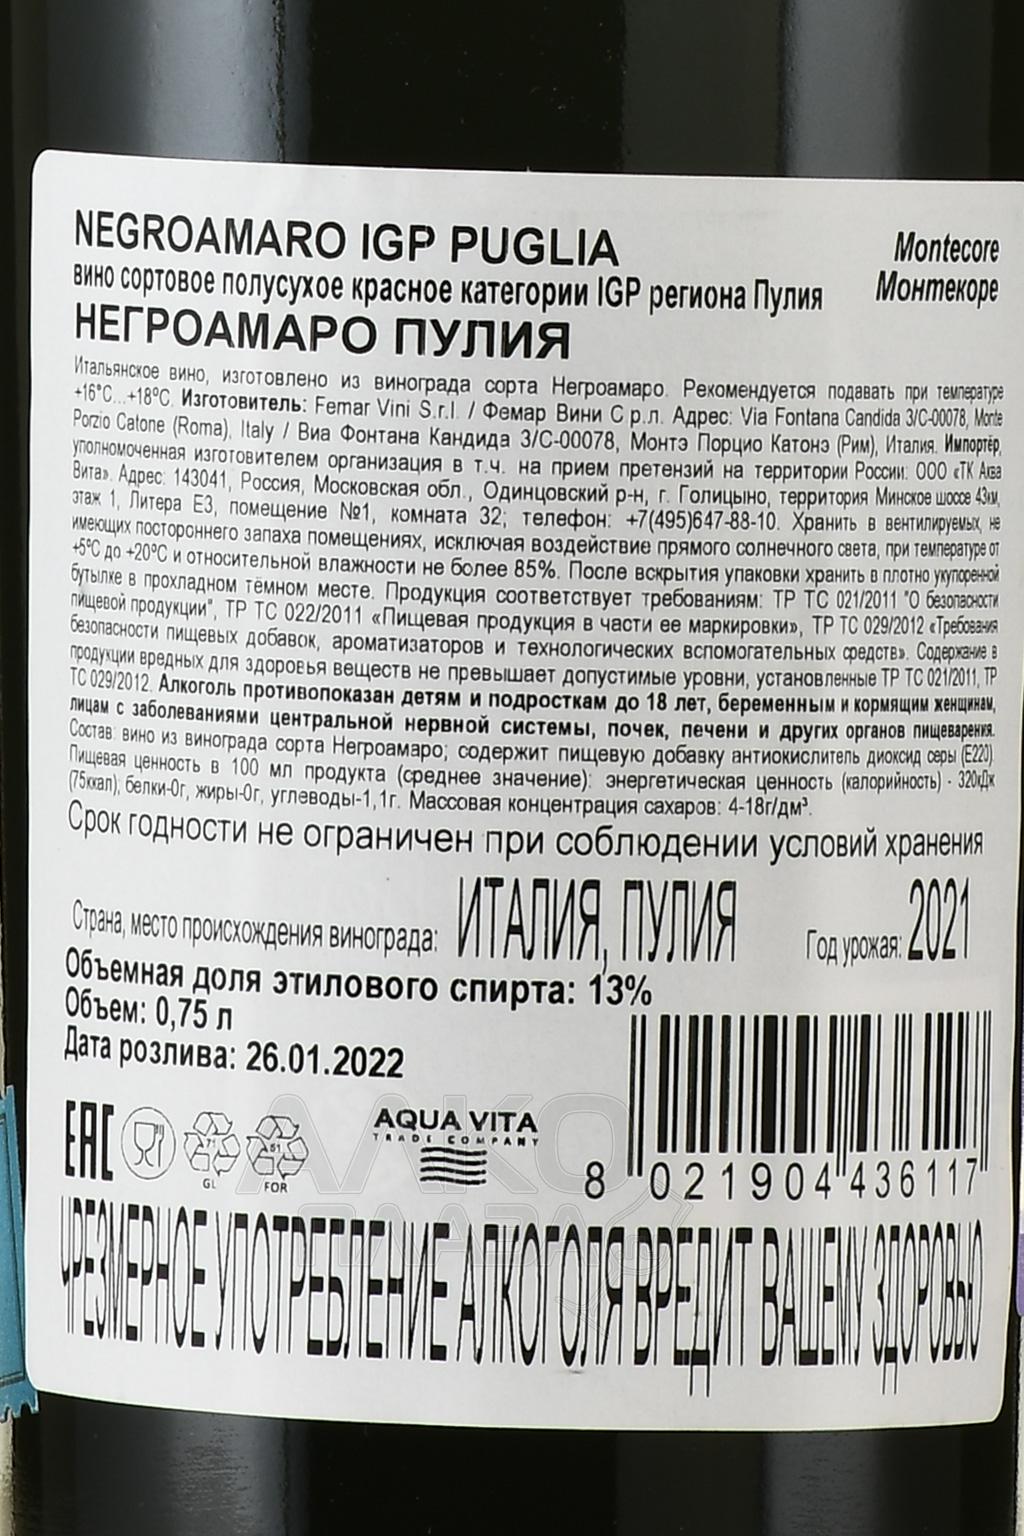 NEGROAMARO IGP PUGLIA
Montecore
вино сортовое полусухое красное категории IGP региона Пулия
Монтекоре
НЕГРОАМАРО ПУЛИЯ
Итальянское вино, изготовлено из винограда сорта Негроамаро. Рекомендуется подавать при температуре
+16°С...+18ºС. Изготовитель: Femar Vini S.r.l. / Фемар Вини С р.л. Адрес: Via Fontana Candida 3/C-00078, Monte
Porzio Catone (Roma), Italy / Виа Фонтана Кандида 3/С-00078, Монтэ Порцио Катонэ (Рим), Италия. Импортёр,
уполномоченная изготовителем организация в т.ч. на прием претензий на территории России: ООО «ТК Аква
Вита». Адрес: 143041, Россия, Московская обл., Одинцовский р-н, г. Голицыно, территория Минское шоссе 43км,
этаж 1, Литера Е3, помещение №1, комната 32; телефон: +7(495)647-88-10. Хранить в вентилируемых, не
имеющих постороннего запаха помещениях, исключая воздействие прямого солнечного света, при температуре от
+5ºС до +20ºС и относительной влажности не более 85%. После вскрытия упаковки хранить в плотно укупоренной
бутылке в прохладном тёмном месте. Продукция соответствует требованиям: ТР ТС 021/2011 "О безопасности
пищевой продукции", ТР ТС 022/2011 «Пищевая продукция в части ее маркировки», ТР ТС 029/2012 «Требования
безопасности пищевых добавок, ароматизаторов и технологических вспомогательных средств». Содержание в
продукции вредных для здоровья веществ не превышает допустимые уровни, установленные ТР ТС 021/2011, ТР
ТС 029/2012. Алкоголь противопоказан детям и подросткам до 18 лет, беременным и кормящим женщинам,
лицам с заболеваниями центральной нервной системы, почек, печени и других органов пищеварения.
Состав: вино из винограда сорта Негроамаро; содержит пищевую добавку антиокислитель диоксид серы (Е220).
Пищевая ценность в 100 мл продукта (среднее значение): энергетическая ценность (калорийность) - 320кДж
(75ккал), белки-0г, жиры-0г, углеводы-1,1г. Массовая концентрация сахаров: 4-18г/дм³.
Срок годности не ограничен при соблюдении условий хранения
Страна, место происхождения винограда: ИТАЛИЯ, ПУЛИЯ Год урожая: 2021
Объемная доля этилового спирта: 13%
Объем: 0,75 л
Дата розлива: 26.01.2022
EAC
71
GL
51
FOR
AQUA VITA
TRADE COMPANY
8 021904 436117
АЛКО
ПЛАЗА
ЧРЕЗМЕРНОЕ УПОТРЕБЛЕНИЕ АЛКОГОЛЯ ВРЕДИТ ВАШЕМУ ЗДОРОВЬЮ